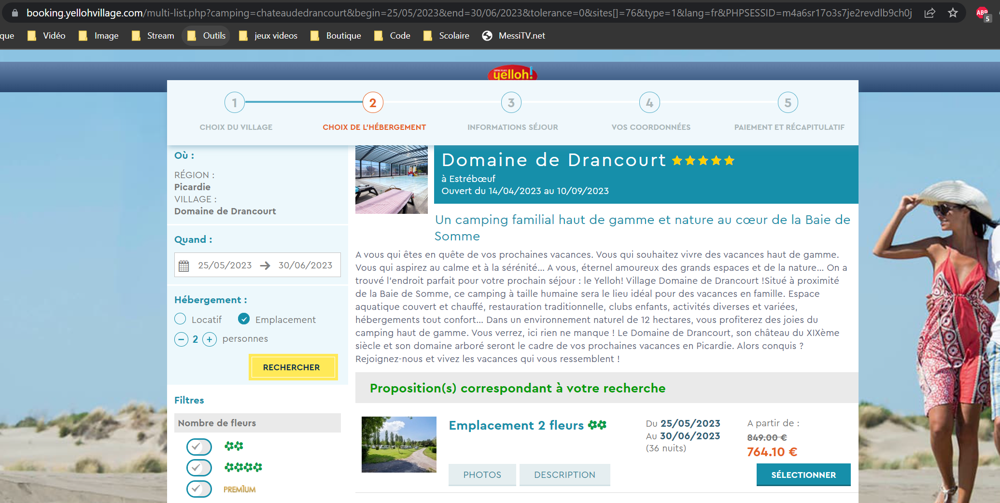 booking.yellohvillage.com/multi-list.php?camping=chateaudedrancourt&begin=25/05/2023&end=30/06/2023&tolerance=0&sites[]=76&type=1&lang=fr&PHPSESSID=m4a6sr17o3s7je2revdlb9ch0j
ABP
5
que
Vidéo
Image
Stream
Outils
jeux videos
Boutique
Code
Scolaire
MessiTV.net
yelloh!
1
2
3
4
5
CHOIX DU VILLAGE
CHOIX DE L'HÉBERGEMENT
INFORMATIONS SÉJOUR
VOS COORDONNÉES
PAIEMENT ET RÉCAPITULATIF
Où :
RÉGION :
Picardie
VILLAGE :
Domaine de Drancourt
Quand :
25/05/2023 → 30/06/2023
Hébergement :
Locatif
Emplacement
− 2 + personnes
RECHERCHER
Filtres
Nombre de fleurs
PREM1UM
Domaine de Drancourt
à Estrébœuf
Ouvert du 14/04/2023 au 10/09/2023
Un camping familial haut de gamme et nature au cœur de la Baie de
Somme
A vous qui êtes en quête de vos prochaines vacances. Vous qui souhaitez vivre des vacances haut de gamme.
Vous qui aspirez au calme et à la sérénité... A vous, éternel amoureux des grands espaces et de la nature... On a
trouvé l'endroit parfait pour votre prochain séjour : le Yelloh! Village Domaine de Drancourt !Situé à proximité
de la Baie de Somme, ce camping à taille humaine sera le lieu idéal pour des vacances en famille. Espace
aquatique couvert et chauffé, restauration traditionnelle, clubs enfants, activités diverses et variées,
hébergements tout confort... Dans un environnement naturel de 12 hectares, vous profiterez des joies du
camping haut de gamme. Vous verrez, ici rien ne manque ! Le Domaine de Drancourt, son château du XIXème
siècle et son domaine arboré seront le cadre de vos prochaines vacances en Picardie. Alors conquis ?
Rejoignez-nous et vivez les vacances qui vous ressemblent !
Proposition(s) correspondant à votre recherche
Emplacement 2 fleurs
PHOTOS
DESCRIPTION
Du 25/05/2023
Au 30/06/2023
(36 nuits)
A partir de :
849.00 €
764.10 €
SÉLECTIONNER